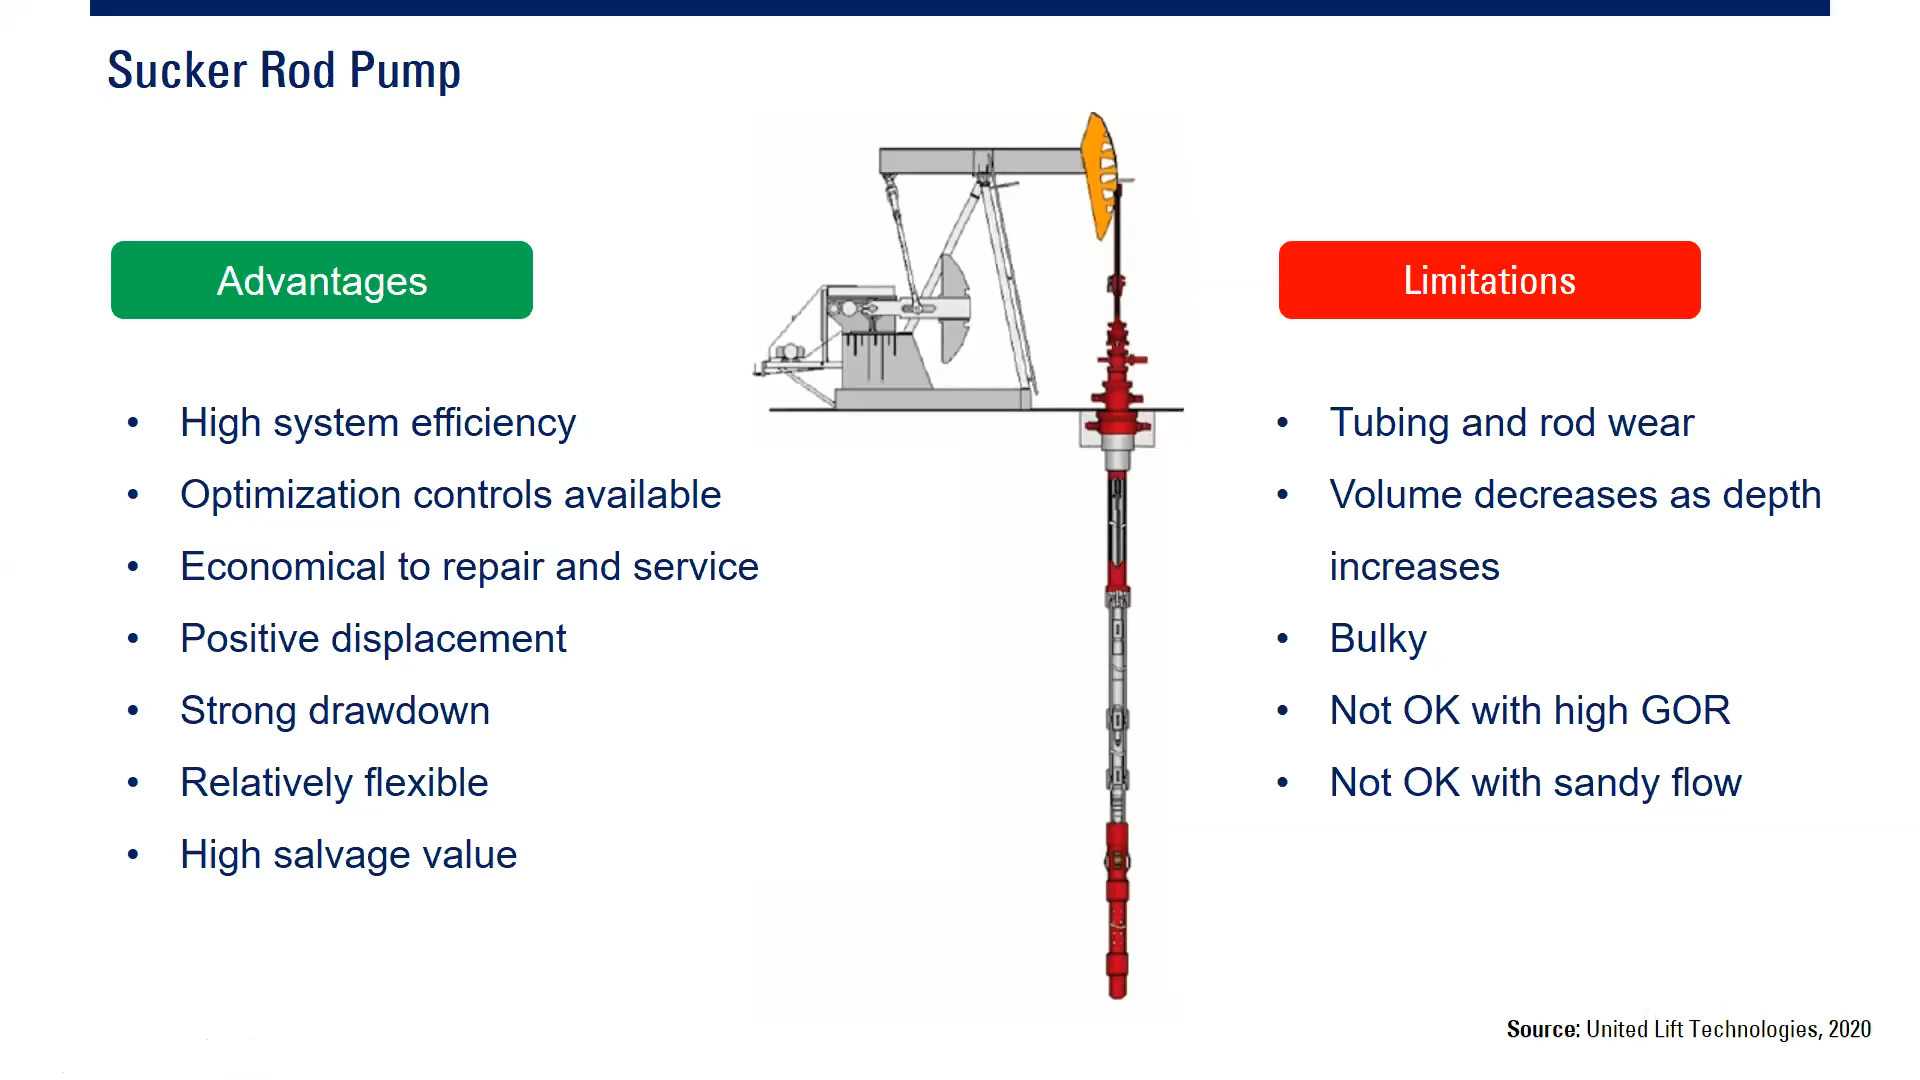 Sucker Rod Pump
Advantages
• High system efficiency
• Optimization controls available
• Economical to repair and service
• Positive displacement
• Strong drawdown
• Relatively flexible
• High salvage value
Limitations
• Tubing and rod wear
• Volume decreases as depth
increases
• Bulky
• Not OK with high GOR
• Not OK with sandy flow
Source: United Lift Technologies, 2020